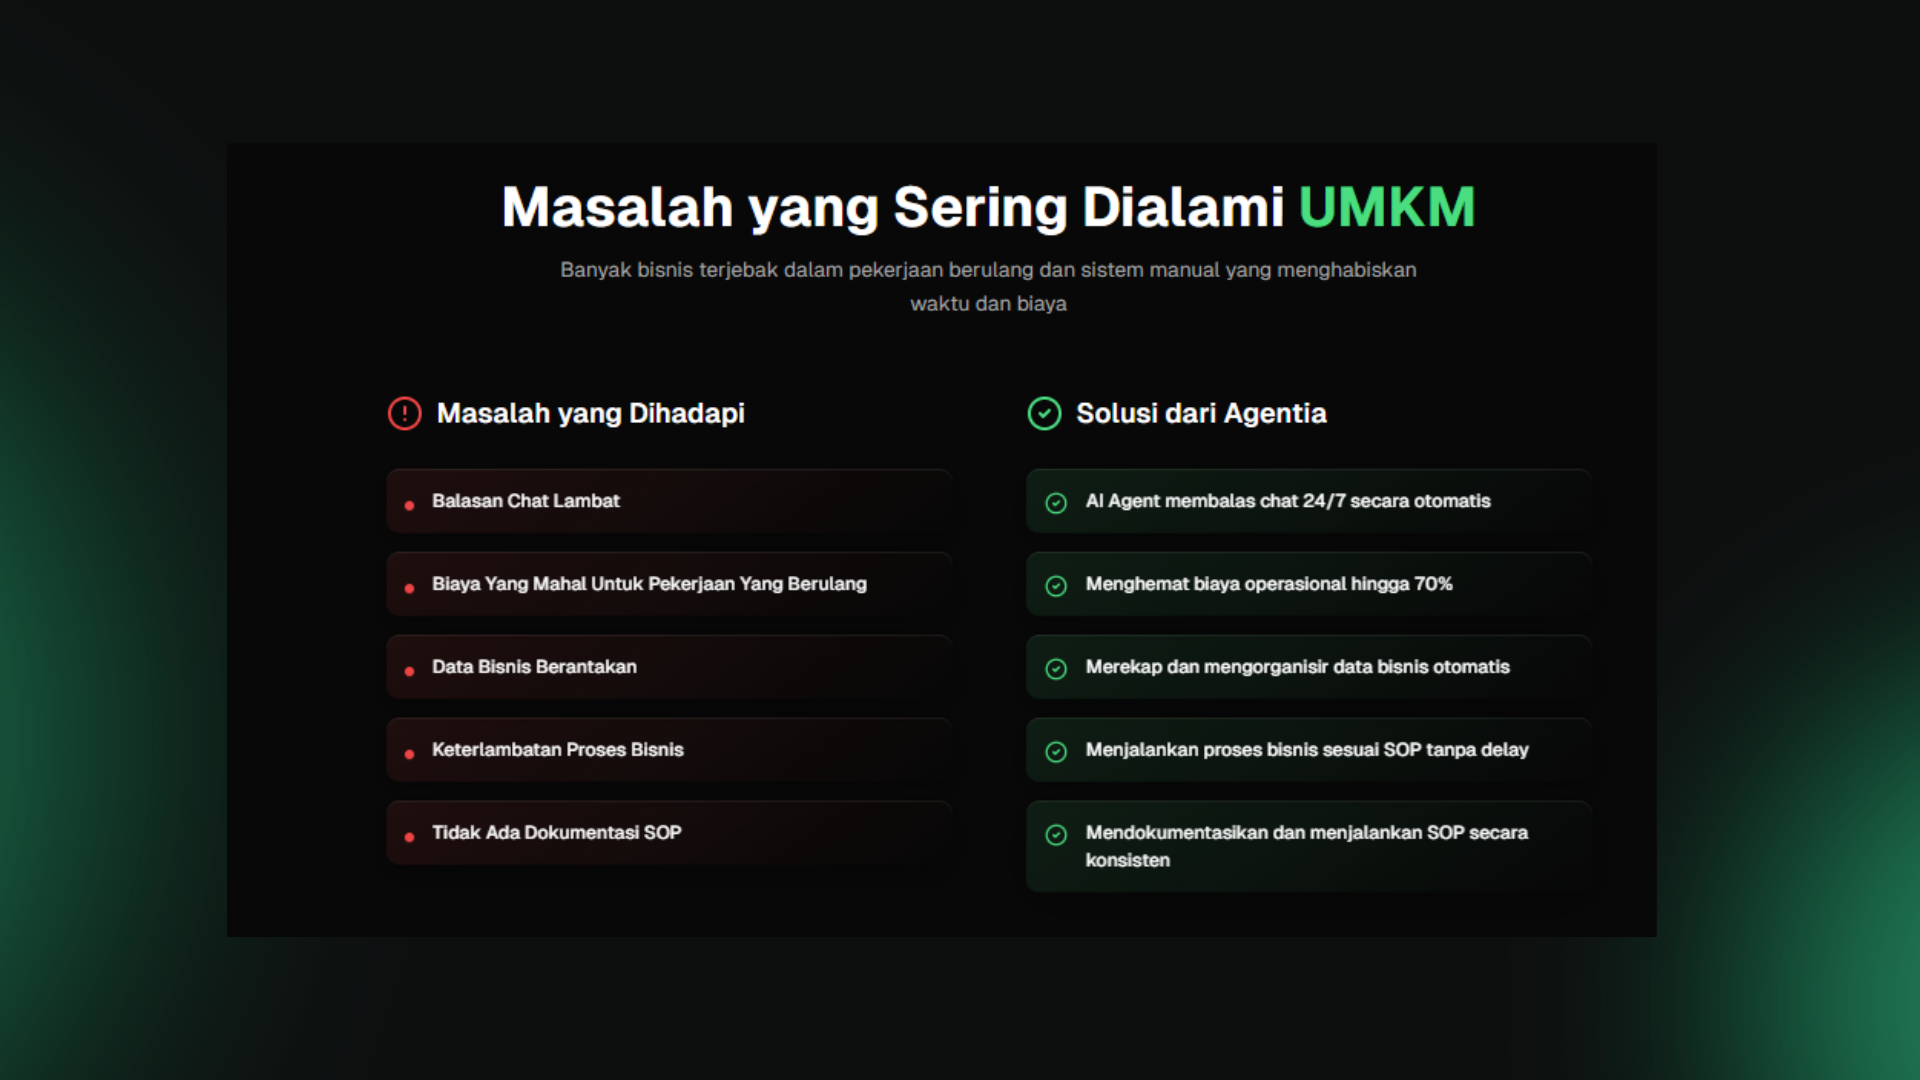 Masalah yang Sering Dialami UMKM
Banyak bisnis terjebak dalam pekerjaan berulang dan sistem manual yang menghabiskan
waktu dan biaya
Masalah yang Dihadapi
Balasan Chat Lambat
Biaya Yang Mahal Untuk Pekerjaan Yang Berulang
Data Bisnis Berantakan
Keterlambatan Proses Bisnis
Tidak Ada Dokumentasi SOP
Solusi dari Agentia
AI Agent membalas chat 24/7 secara otomatis
Menghemat biaya operasional hingga 70%
Merekap dan mengorganisir data bisnis otomatis
Menjalankan proses bisnis sesuai SOP tanpa delay
Mendokumentasikan dan menjalankan SOP secara
konsisten